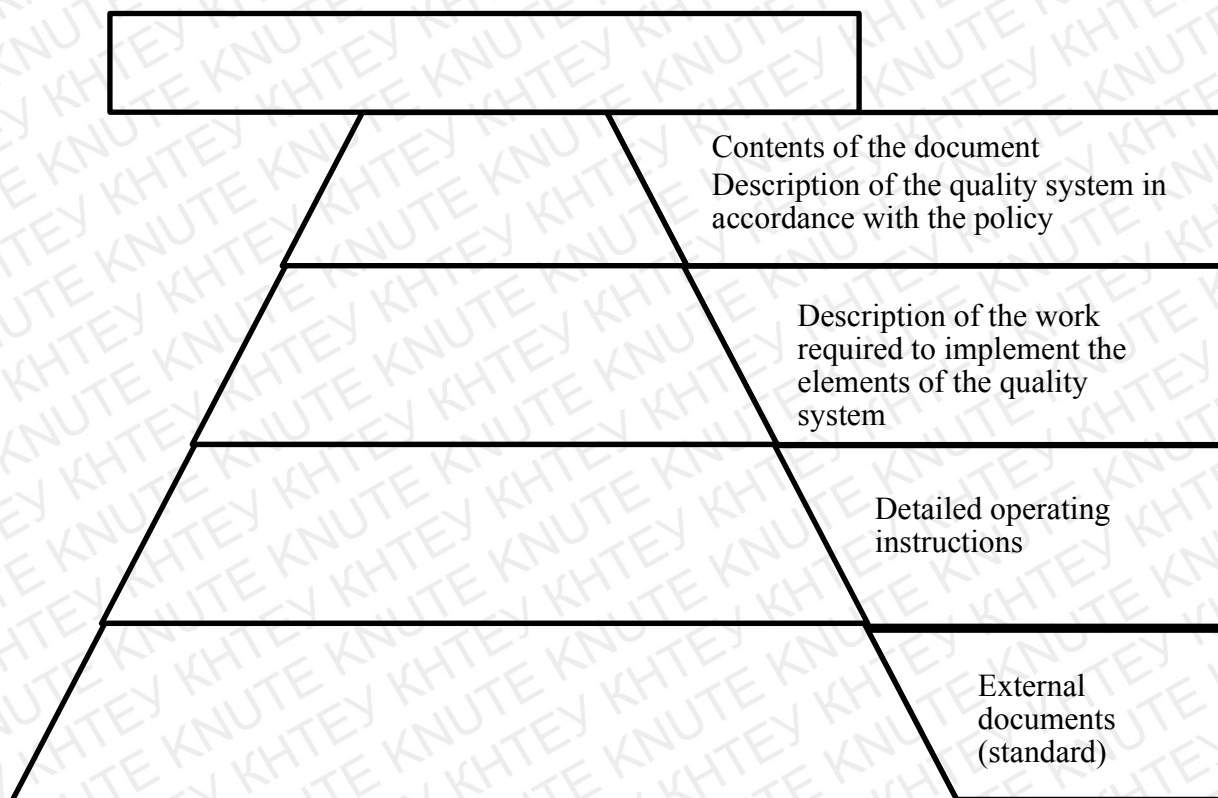 Contents of the document
Description of the quality system in
accordance with the policy
Description of the work
required to implement the
elements of the quality
system
Detailed operating
instructions
External
documents
(standard)